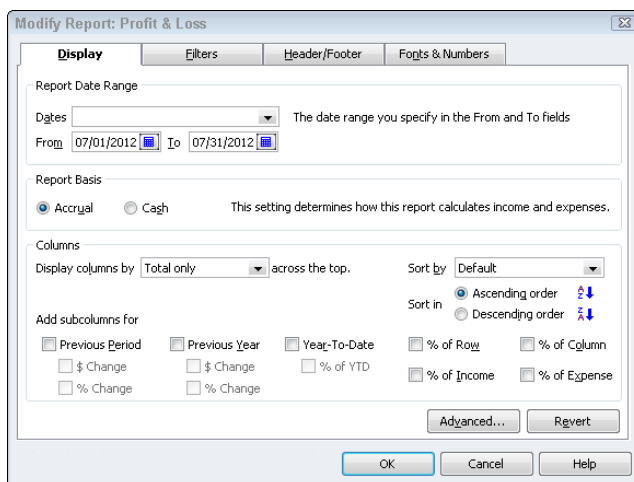 Modify Report: Profit & Loss
Display Filters Header/Footer Fonts & Numbers
Report Date Range
Dates The date range you specify in the From and To fields
From 07/01/2012 To 07/31/2012
Report Basis
Accrual Cash This setting determines how this report calculates income and expenses.
Columns
Display columns by Total only across the top. Sort by Default
Sort in Ascending order A Z
Descending order Z A
Add subcolumns for
Previous Period Previous Year Year-To-Date % of Row % of Column
$ Change $ Change % of YTD
% of Income % of Expense
% Change % Change
Advanced... Revert
OK Cancel Help